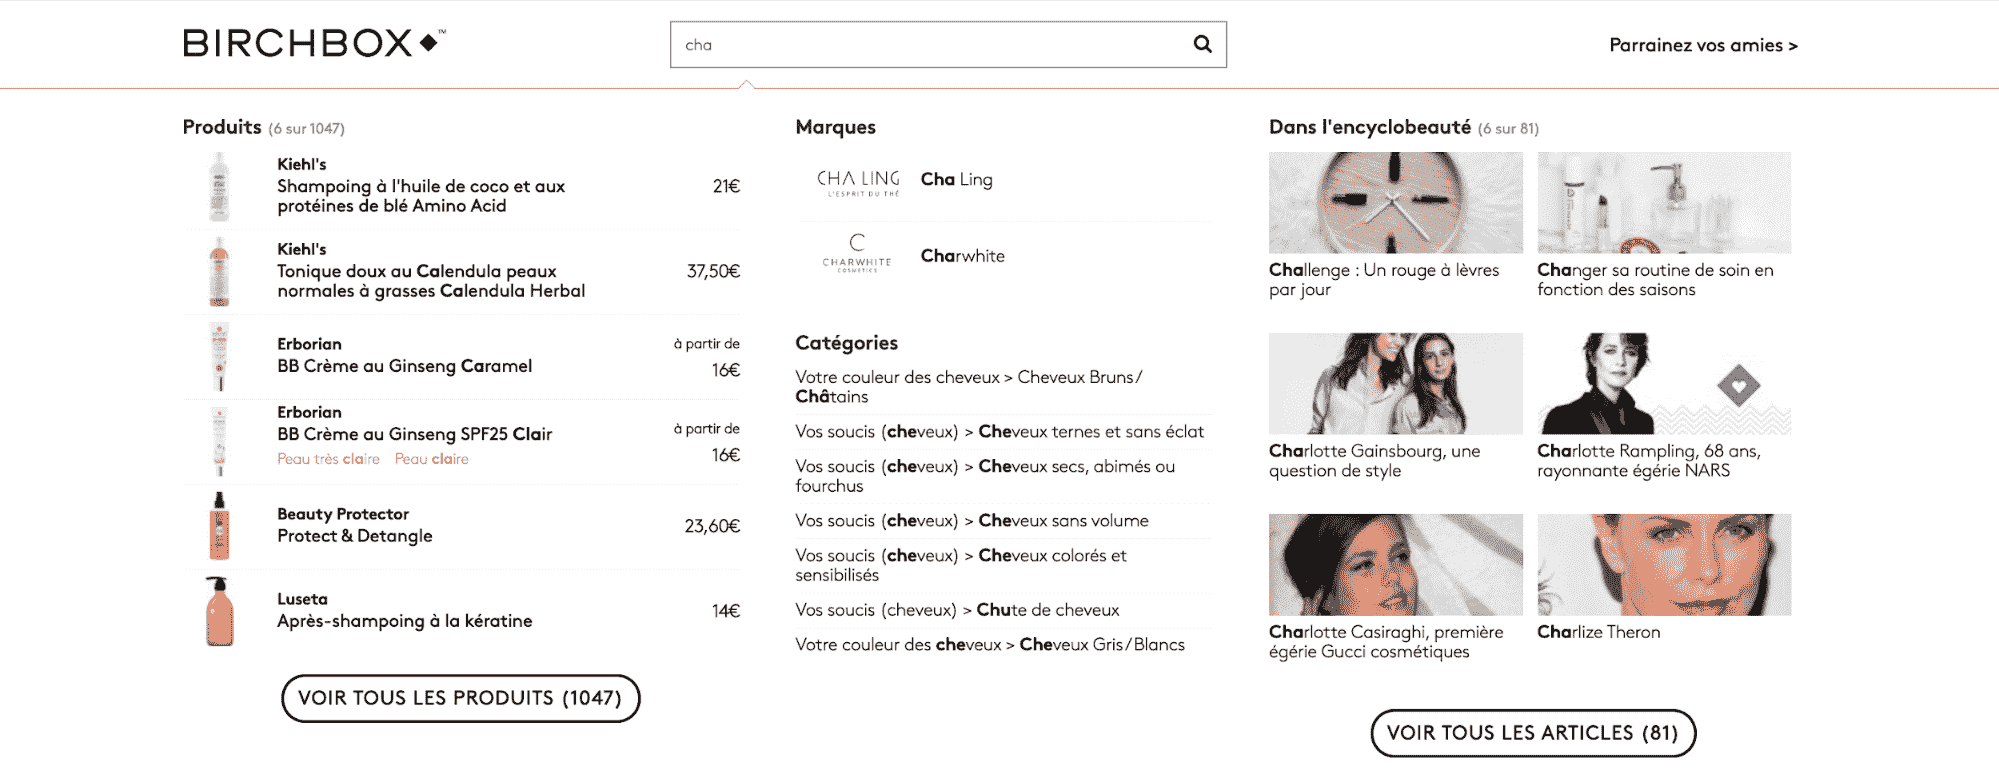 BIRCHBOX ™
cha
Parrainez vos amies >
Produits (6 sur 1047)
Kiehl's
Shampoing à l'huile de coco et aux
protéines de blé Amino Acid
21€
Kiehl's
Tonique doux au Calendula peaux
normales à grasses Calendula Herbal
37,50€
Erborian
BB Crème au Ginseng Caramel
à partir de
16€
Erborian
BB Crème au Ginseng SPF25 Clair
Peau très claire Peau claire
à partir de
16€
Beauty Protector
Protect & Detangle
23,60€
Luseta
Après-shampoing à la kératine
14€
VOIR TOUS LES PRODUITS (1047)
Marques
CHA LING
L'ESPRIT DU THÉ
Cha Ling
C
CHARWHITE
COSMETICS
Charwhite
Catégories
Votre couleur des cheveux > Cheveux Bruns/
Châtains
Vos soucis (cheveux) > Cheveux ternes et sans éclat
Vos soucis (cheveux) > Cheveux secs, abimés ou
fourchus
Vos soucis (cheveux) > Cheveux sans volume
Vos soucis (cheveux) > Cheveux colorés et
sensibilisés
Vos soucis (cheveux) > Chute de cheveux
Votre couleur des cheveux > Cheveux Gris/Blancs
Dans l'encyclobeauté (6 sur 81)
Challenge : Un rouge à lèvres
par jour
Changer sa routine de soin en
fonction des saisons
Charlotte Gainsbourg, une
question de style
Charlotte Rampling, 68 ans,
rayonnante égérie NARS
Charlotte Casiraghi, première
égérie Gucci cosmétiques
Charlize Theron
VOIR TOUS LES ARTICLES (81)